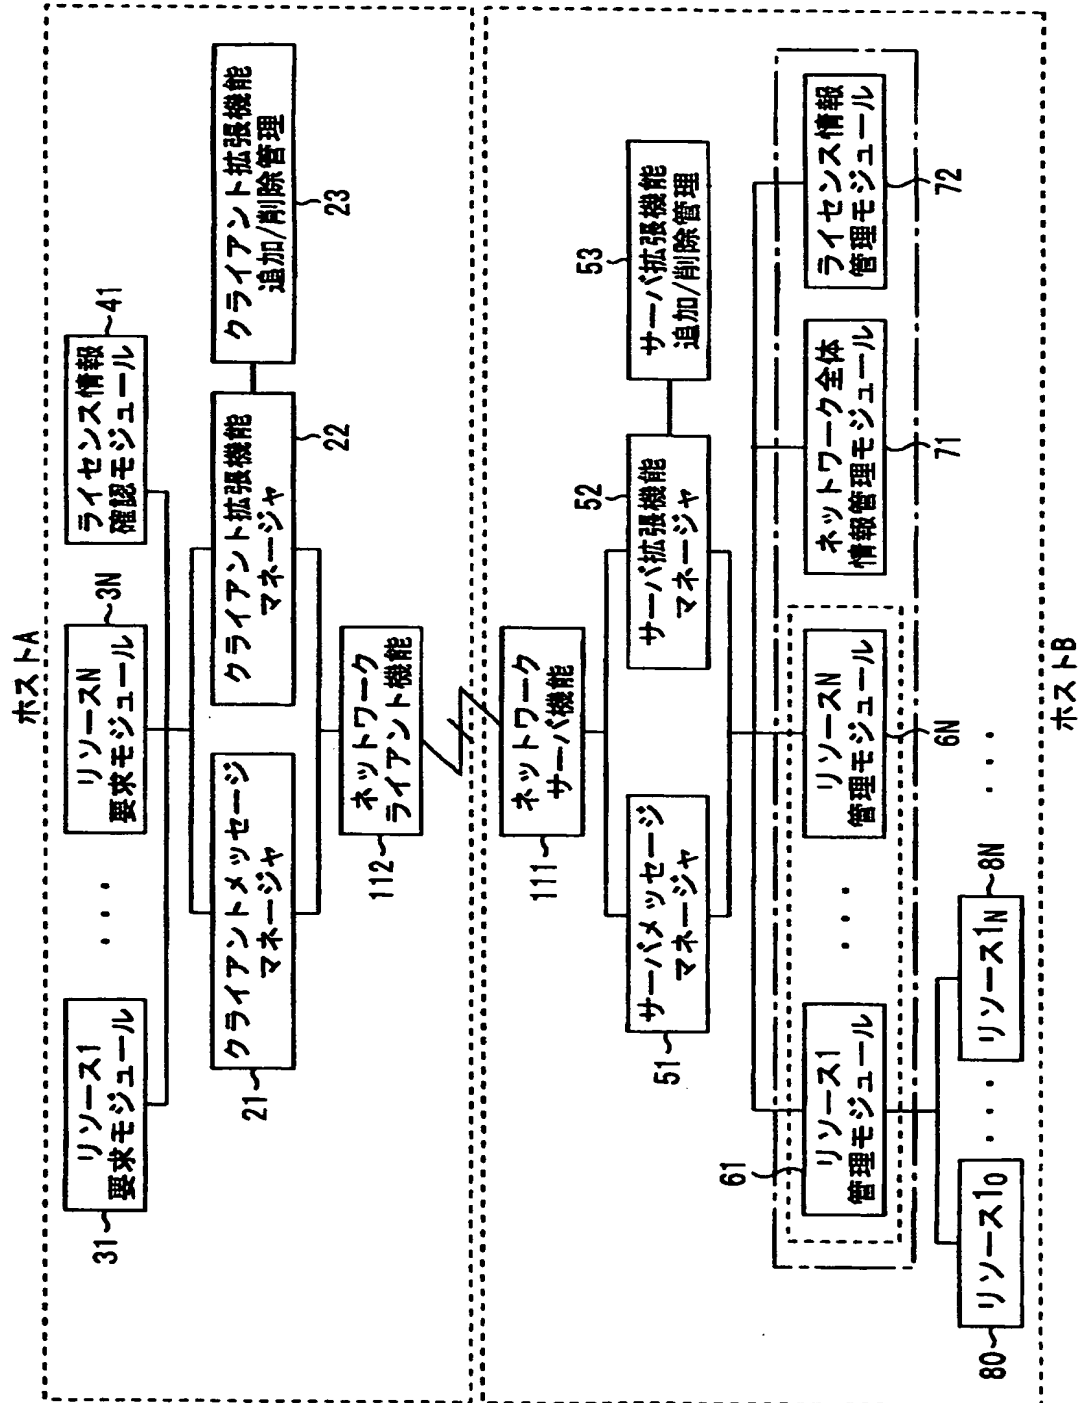 ホストA
リソース1
要求モジュール
31
・・・
リソースN
要求モジュール
3N
ライセンス情報
確認モジュール
41
クライアントメッセージ
マネージャ
21
クライアント拡張機能
マネージャ
22
クライアント拡張機能
追加/削除管理
23
ネットワーク
ライアント機能
112
ネットワーク
サーバ機能
111
サーバメッセージ
マネージャ
51
サーバ拡張機能
マネージャ
52
サーバ拡張機能
追加/削除管理
53
リソース1
管理モジュール
61
・・・
リソースN
管理モジュール
6N
ネットワーク全体
情報管理モジュール
71
ライセンス情報
管理モジュール
72
リソース1₀
80
・・・
リソース1N
8N
・・・
ホストB